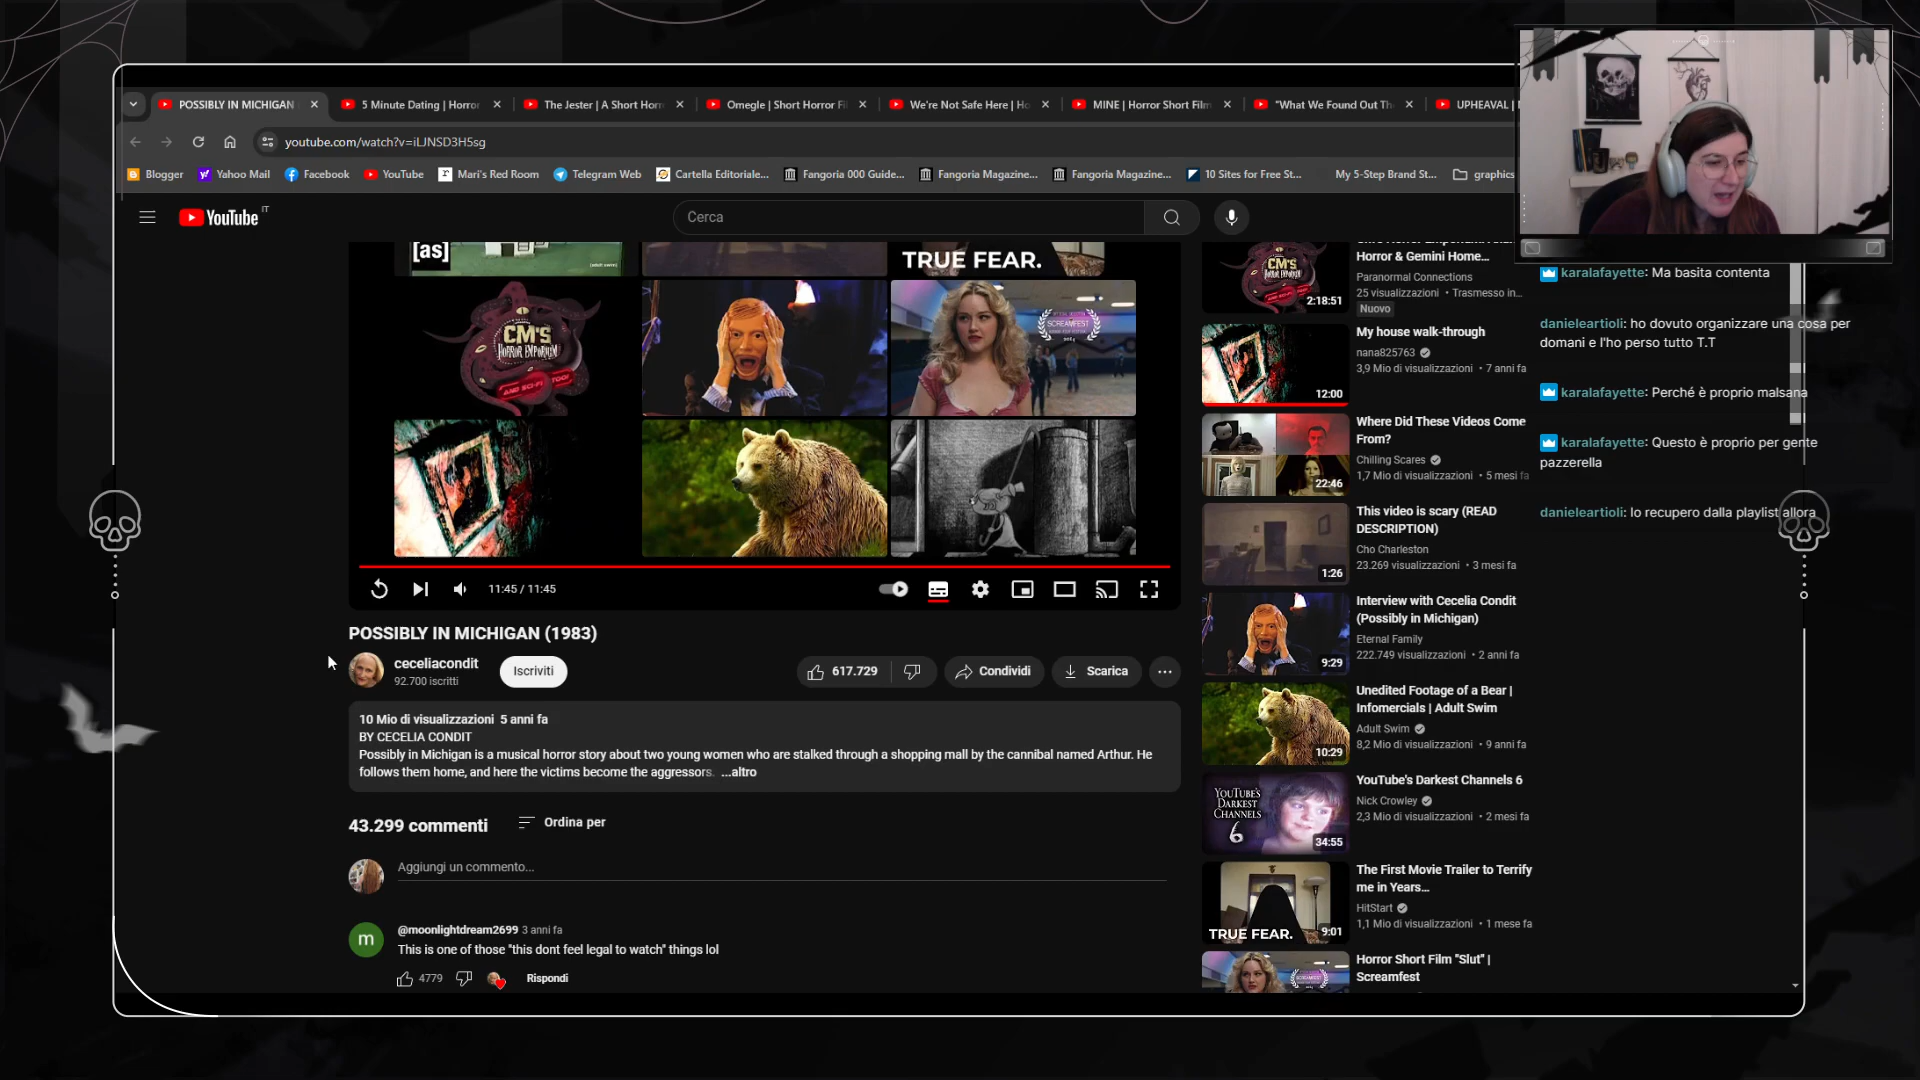 POSSIBLY IN MICHIGAN
5 Minute Dating | Horror
The Jester | A Short Horr
Omegle | Short Horror Fi
We're Not Safe Here | Ho
MINE | Horror Short Film
"What We Found Out Th
UPHEAVAL |
youtube.com/watch?v=iLJNSD3H5sg
Blogger
Yahoo Mail
Facebook
YouTube
Mari's Red Room
Telegram Web
Cartella Editoriale...
Fangoria 000 Guide...
Fangoria Magazine...
Fangoria Magazine...
10 Sites for Free St...
My 5-Step Brand St...
graphics
YouTube IT
Cerca
[as]
TRUE FEAR.
CM'S
HORROR EMPORIUM
AND SCI-FI TOO!
SCREAMFEST
11:45 / 11:45
POSSIBLY IN MICHIGAN (1983)
ceceliacondit
92.700 iscritti
Iscriviti
617.729
Condividi
Scarica
10 Mio di visualizzazioni 5 anni fa
BY CECELIA CONDIT
Possibly in Michigan is a musical horror story about two young women who are stalked through a shopping mall by the cannibal named Arthur. He
follows them home, and here the victims become the aggressors. ...altro
43.299 commenti
Ordina per
Aggiungi un commento...
m
@moonlightdream2699 3 anni fa
This is one of those "this dont feel legal to watch" things lol
4779
Rispondi
Horror & Gemini Home...
Paranormal Connections
25 visualizzazioni • Trasmesso in...
Nuovo
CM'S
2:18:51
My house walk-through
nana825763
3,9 Mio di visualizzazioni • 7 anni fa
12:00
Where Did These Videos Come
From?
Chilling Scares
1,7 Mio di visualizzazioni • 5 mesi fa
22:46
This video is scary (READ
DESCRIPTION)
Cho Charleston
23.269 visualizzazioni • 3 mesi fa
1:26
Interview with Cecelia Condit
(Possibly in Michigan)
Eternal Family
222.749 visualizzazioni • 2 anni fa
9:29
Unedited Footage of a Bear |
Infomercials | Adult Swim
Adult Swim
8,2 Mio di visualizzazioni • 9 anni fa
10:29
YouTube's Darkest Channels 6
Nick Crowley
2,3 Mio di visualizzazioni • 2 mesi fa
YOUTUBE'S
DARKEST
CHANNELS
6
34:55
The First Movie Trailer to Terrify
me in Years...
HitStart
1,1 Mio di visualizzazioni • 1 mese fa
TRUE FEAR.
9:01
Horror Short Film "Slut" |
Screamfest
karalafayette: Ma basita contenta
danieleartioli: ho dovuto organizzare una cosa per
domani e l'ho perso tutto T.T
karalafayette: Perché è proprio malsana
karalafayette: Questo è proprio per gente
pazzerella
danieleartioli: lo recupero dalla playlist allora